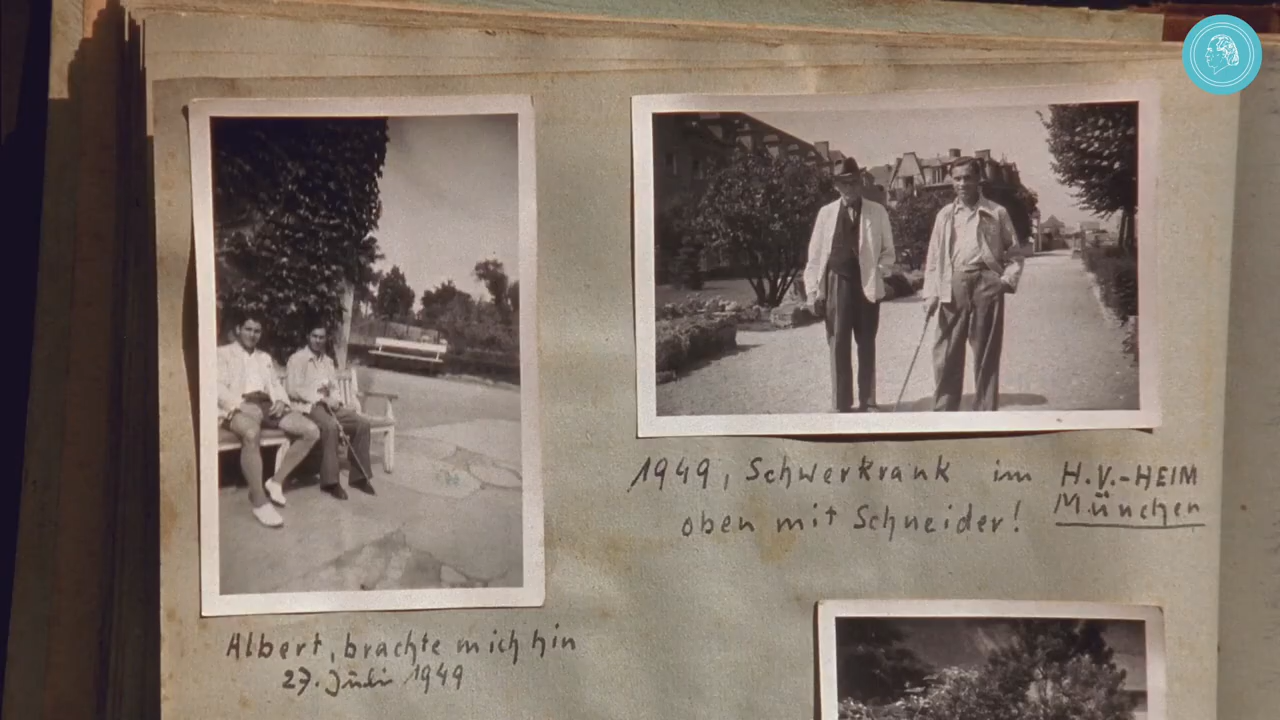 1949, Schwerkrank im H.V.-HEIM
oben mit Schneider! München
Albert, brachte mich hin
27. Juli 1949